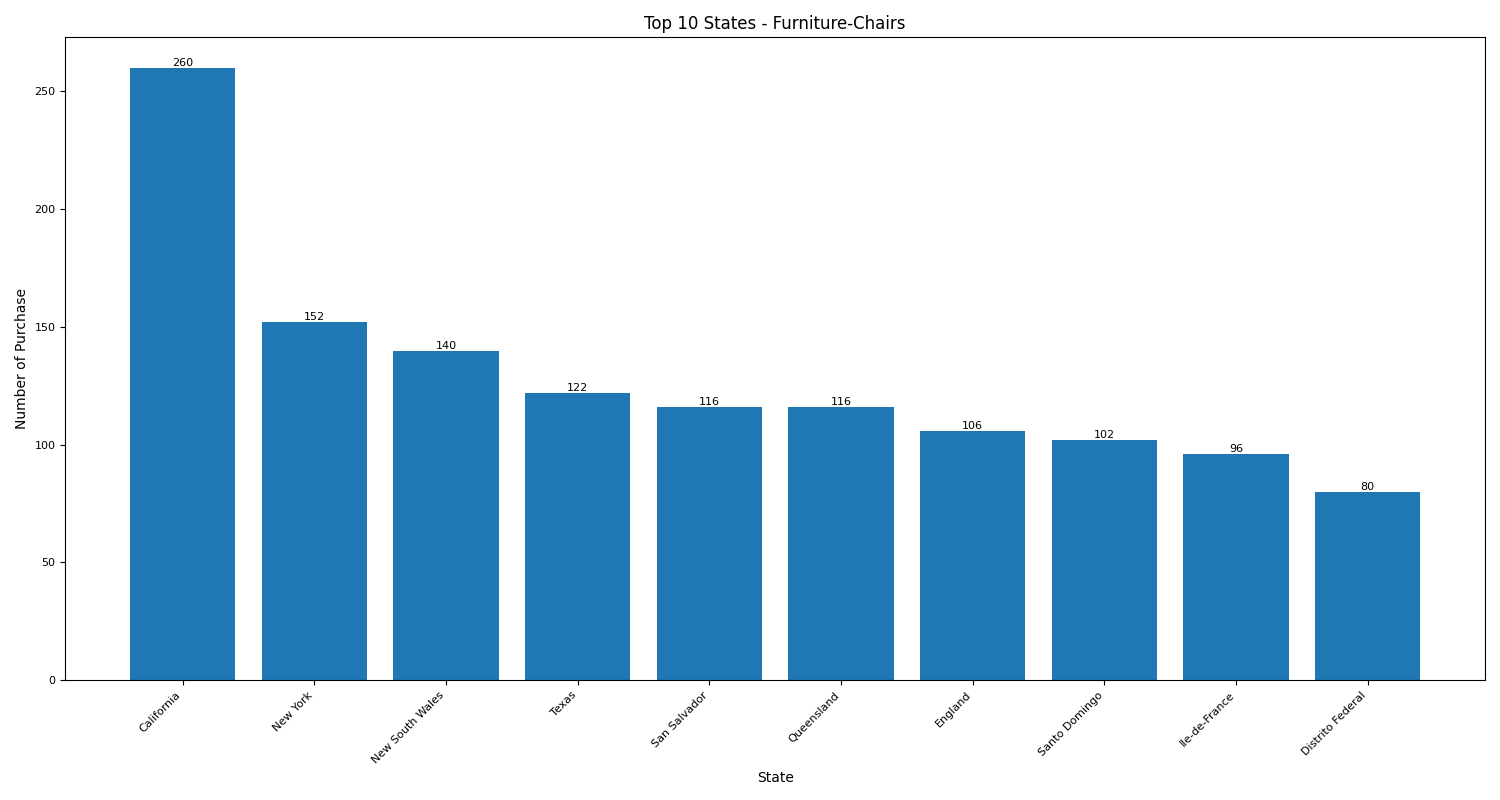 Top 10 States - Furniture-Chairs
Number of Purchase
250
200
150
100
50
0
260
152
140
122
116
116
106
102
96
80
California
New York
New South Wales
Texas
San Salvador
Queensland
England
Santo Domingo
Ile-de-France
Distrito Federal
State